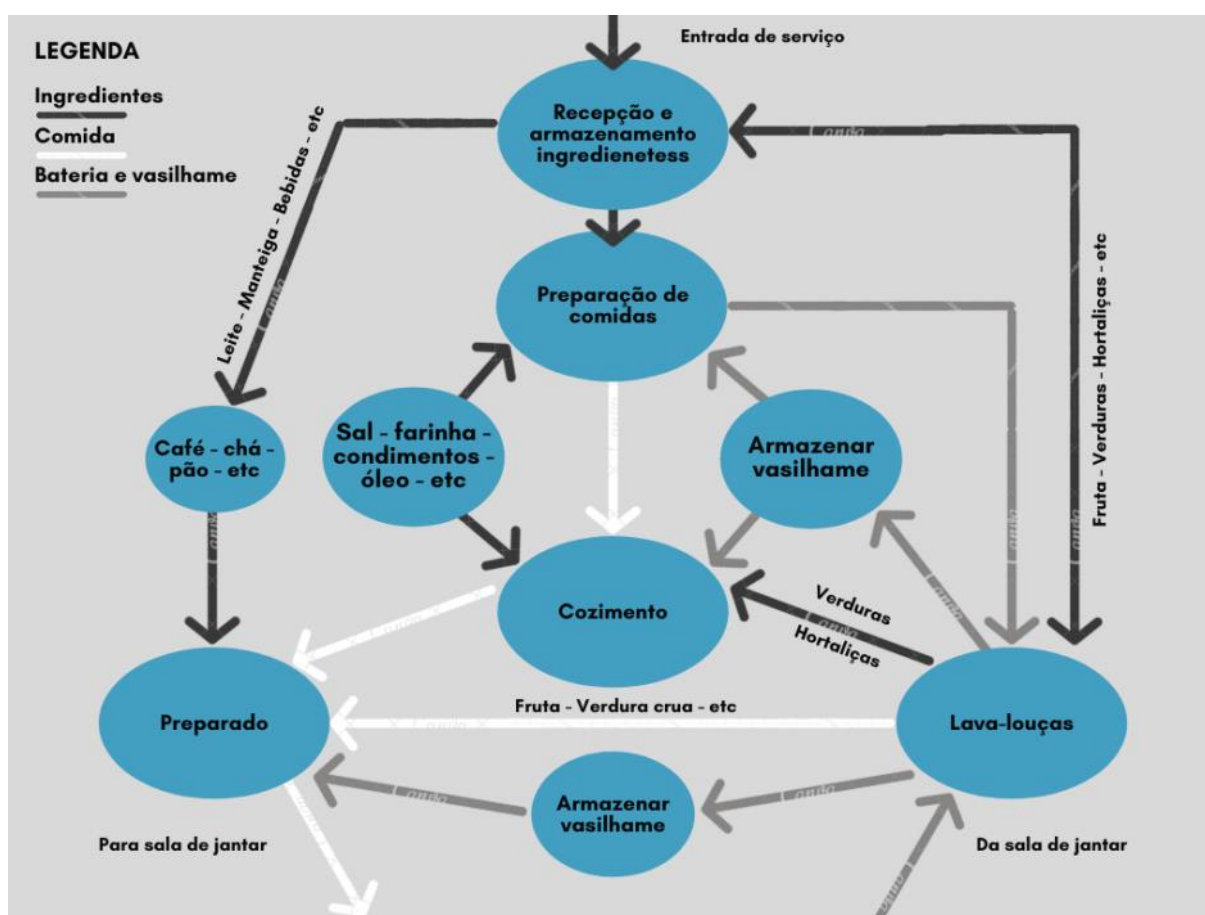 LEGENDA
Ingredientes
Comida
Bateria e vasilhame
Entrada de serviço
Recepção e
armazenamento
ingredienetess
Leite - Manteiga - Bebidas - etc
Fruta - Verduras - Hortaliças - etc
Preparação de
comidas
Café - chá -
pão - etc
Sal - farinha -
condimentos -
óleo - etc
Armazenar
vasilhame
Cozimento
Verduras
Hortaliças
Preparado
Fruta - Verdura crua - etc
Lava-louças
Armazenar
vasilhame
Para sala de jantar
Da sala de jantar